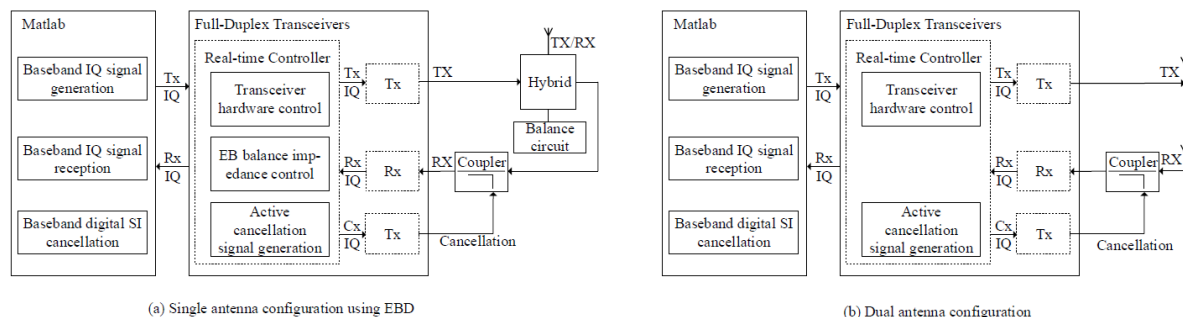 Matlab
Baseband IQ signal
generation
Baseband IQ signal
reception
Baseband digital SI
cancellation
Tx
IQ
Rx
IQ
Full-Duplex Transceivers
Real-time Controller
Transceiver
hardware control
EB balance imp-
edance control
Active
cancellation
signal generation
Tx
IQ
Rx
IQ
Cx
IQ
Tx
Rx
Tx
TX
RX
Cancellation
TX/RX
Hybrid
Balance
circuit
Coupler
(a) Single antenna configuration using EBD
Matlab
Baseband IQ signal
generation
Baseband IQ signal
reception
Baseband digital SI
cancellation
Tx
IQ
Rx
IQ
Full-Duplex Transceivers
Real-time Controller
Transceiver
hardware control
Active
cancellation
signal generation
Tx
IQ
Rx
IQ
Cx
IQ
Tx
Rx
Tx
TX
Coupler
RX
Cancellation
(b) Dual antenna configuration